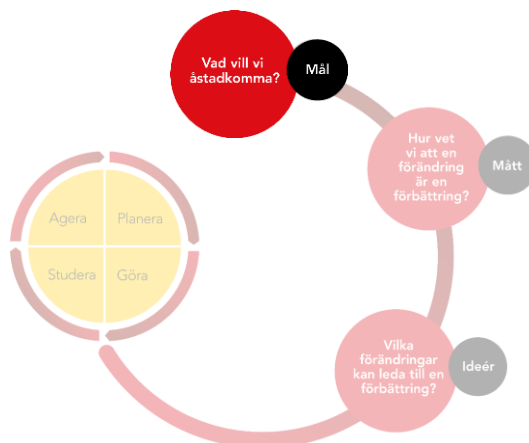 Vad vill vi
åstadkomma?
Mål
Hur vet
vi att en
förändring
är en
förbättring?
Mått
Vilka
förändringar
kan leda till en
förbättring?
Ideér
Agera
Planera
Studera
Göra